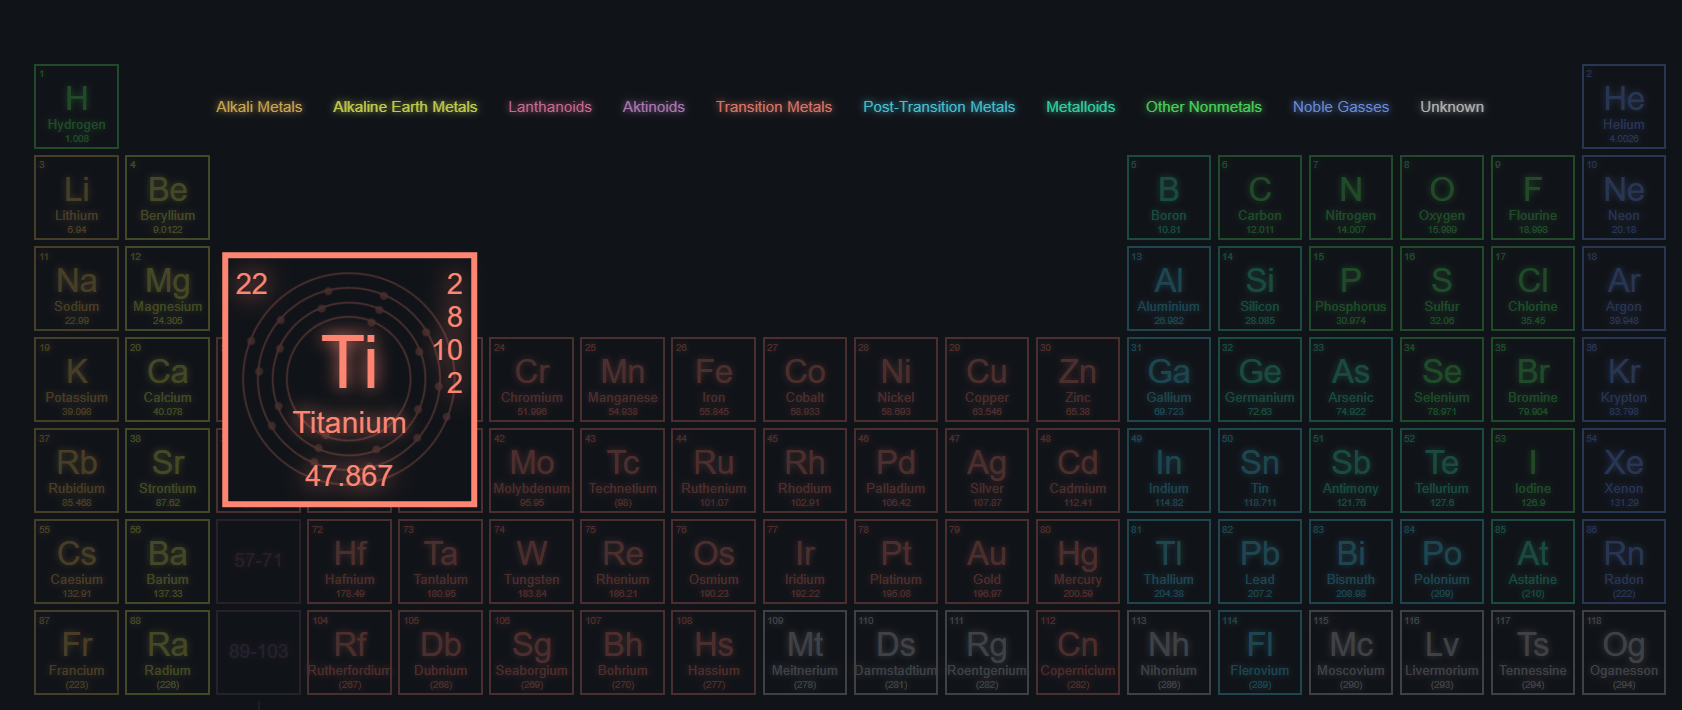 1 2
H He
Alkali Metals Alkaline Earth Metals Lanthanoids Aktinoids Transition Metals Post-Transition Metals Metalloids Other Nonmetals Noble Gasses Unknown
Hydrogen Helium
1.008 4.0026
3 4 5 6 7 8 9 10
Li Be B C N O F Ne
Lithium Beryllium Boron Carbon Nitrogen Oxygen Flourine Neon
6.94 9.0122 10.81 12.011 14.007 15.999 18.998 20.18
11 12 13 14 15 16 17 18
Na Mg Al Si P S Cl Ar
Sodium Magnesium Aluminium Silicon Phosphorus Sulfur Chlorine Argon
22.99 24.305 26.982 28.085 30.974 32.06 35.45 39.948
22 2
8
10
2
Ti
Titanium
47.867
19 20 24 25 26 27 28 29 30 31 32 33 34 35 36
K Ca Cr Mn Fe Co Ni Cu Zn Ga Ge As Se Br Kr
Potassium Calcium Chromium Manganese Iron Cobalt Nickel Copper Zinc Gallium Germanium Arsenic Selenium Bromine Krypton
39.098 40.078 51.996 54.938 55.845 58.933 58.693 63.546 65.38 69.723 72.63 74.922 78.971 79.904 83.798
37 38 42 43 44 45 46 47 48 49 50 51 52 53 54
Rb Sr Mo Tc Ru Rh Pd Ag Cd In Sn Sb Te I Xe
Rubidium Strontium Molybdenum Technetium Ruthenium Rhodium Palladium Silver Cadmium Indium Tin Antimony Tellurium Iodine Xenon
85.468 87.62 95.95 (98) 101.07 102.91 106.42 107.87 112.41 114.82 118.711 121.76 127.6 126.9 131.29
55 56 72 73 74 75 76 77 78 79 80 81 82 83 84 85 86
Cs Ba 57-71 Hf Ta W Re Os Ir Pt Au Hg Tl Pb Bi Po At Rn
Caesium Barium Hafnium Tantalum Tungsten Rhenium Osmium Iridium Platinum Gold Mercury Thallium Lead Bismuth Polonium Astatine Radon
132.91 137.33 178.49 180.95 183.84 186.21 190.23 192.22 195.08 196.97 200.59 204.38 207.2 208.98 (209) (210) (222)
87 88 104 105 106 107 108 109 110 111 112 113 114 115 116 117 118
Fr Ra 89-103 Rf Db Sg Bh Hs Mt Ds Rg Cn Nh Fl Mc Lv Ts Og
Francium Radium Rutherfordium Dubnium Seaborgium Bohrium Hassium Meitnerium Darmstadtium Roentgenium Copernicium Nihonium Flerovium Moscovium Livermorium Tennessine Oganesson
(223) (226) (267) (268) (269) (270) (277) (278) (281) (282) (282) (286) (289) (290) (293) (294) (294)